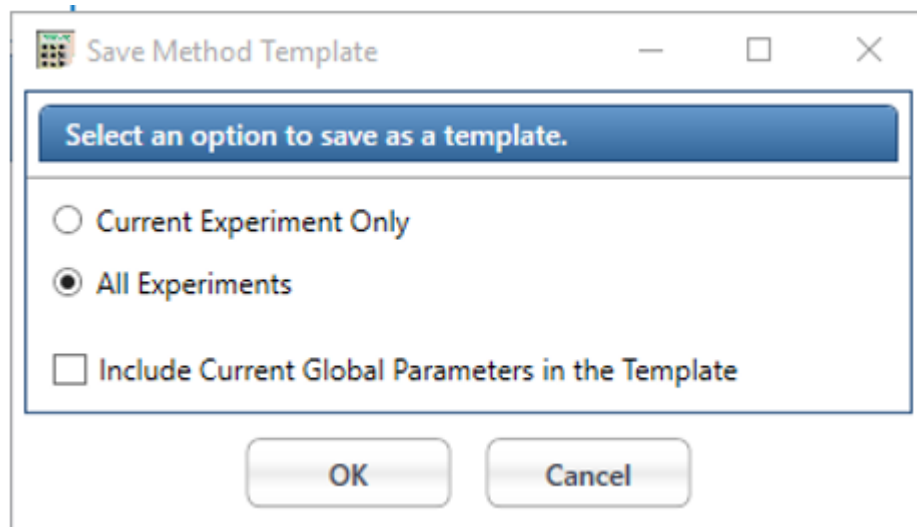 Save Method Template
Select an option to save as a template.
Current Experiment Only
All Experiments
Include Current Global Parameters in the Template
OK
Cancel